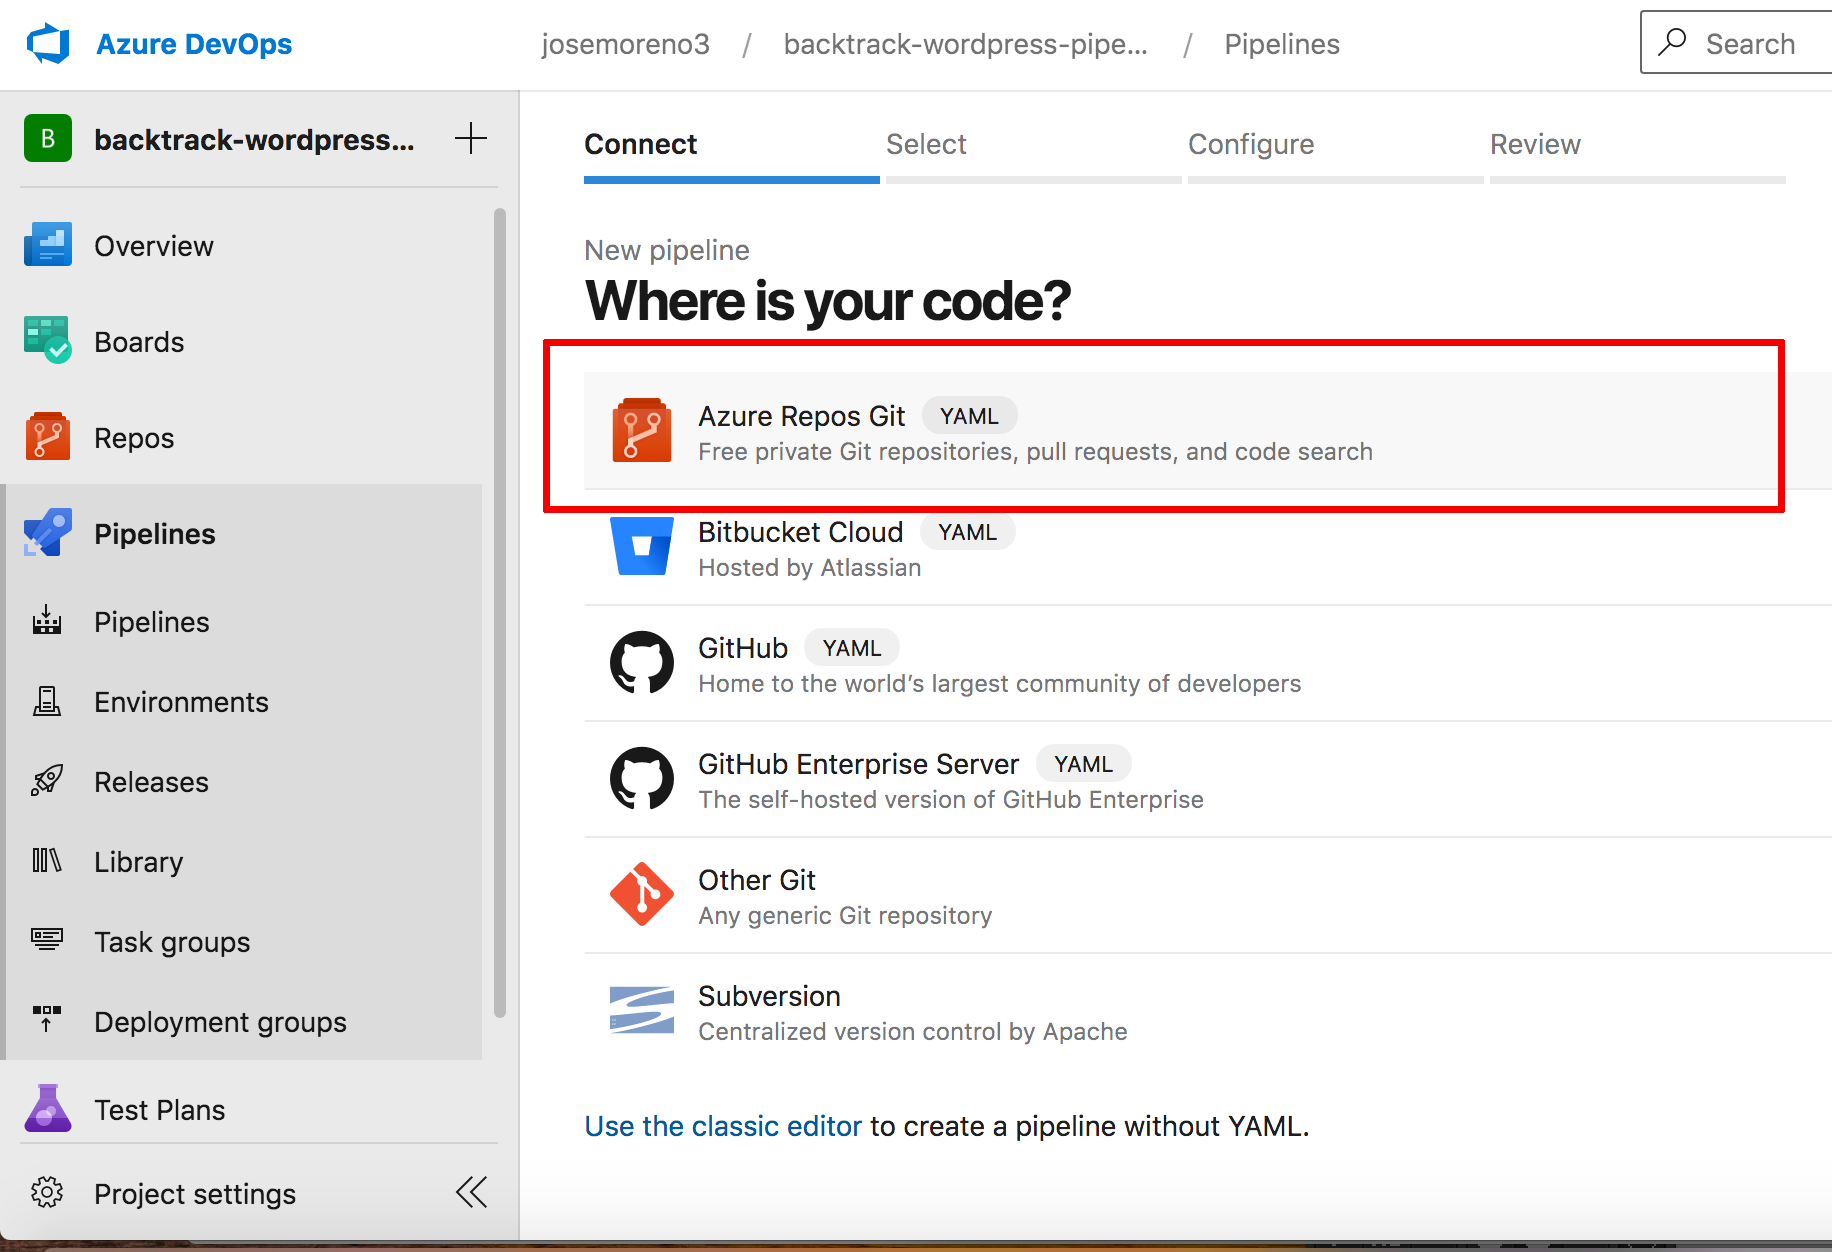 Azure DevOps
josemoreno3 / backtrack-wordpress-pipe... / Pipelines
Search
B
backtrack-wordpress...
Overview
Boards
Repos
Pipelines
Pipelines
Environments
Releases
Library
Task groups
Deployment groups
Test Plans
Project settings
Connect
Select
Configure
Review
New pipeline
Where is your code?
Azure Repos Git YAML
Free private Git repositories, pull requests, and code search
Bitbucket Cloud YAML
Hosted by Atlassian
GitHub YAML
Home to the world’s largest community of developers
GitHub Enterprise Server YAML
The self-hosted version of GitHub Enterprise
Other Git
Any generic Git repository
Subversion
Centralized version control by Apache
Use the classic editor to create a pipeline without YAML.